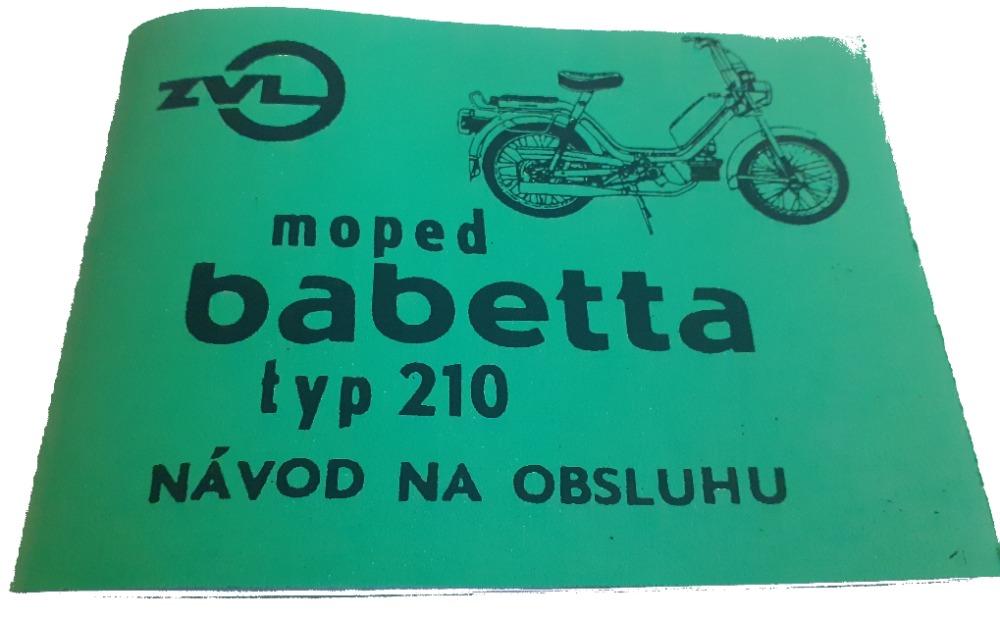 ZVL
moped
babetta
typ 210
NÁVOD NA OBSLUHU